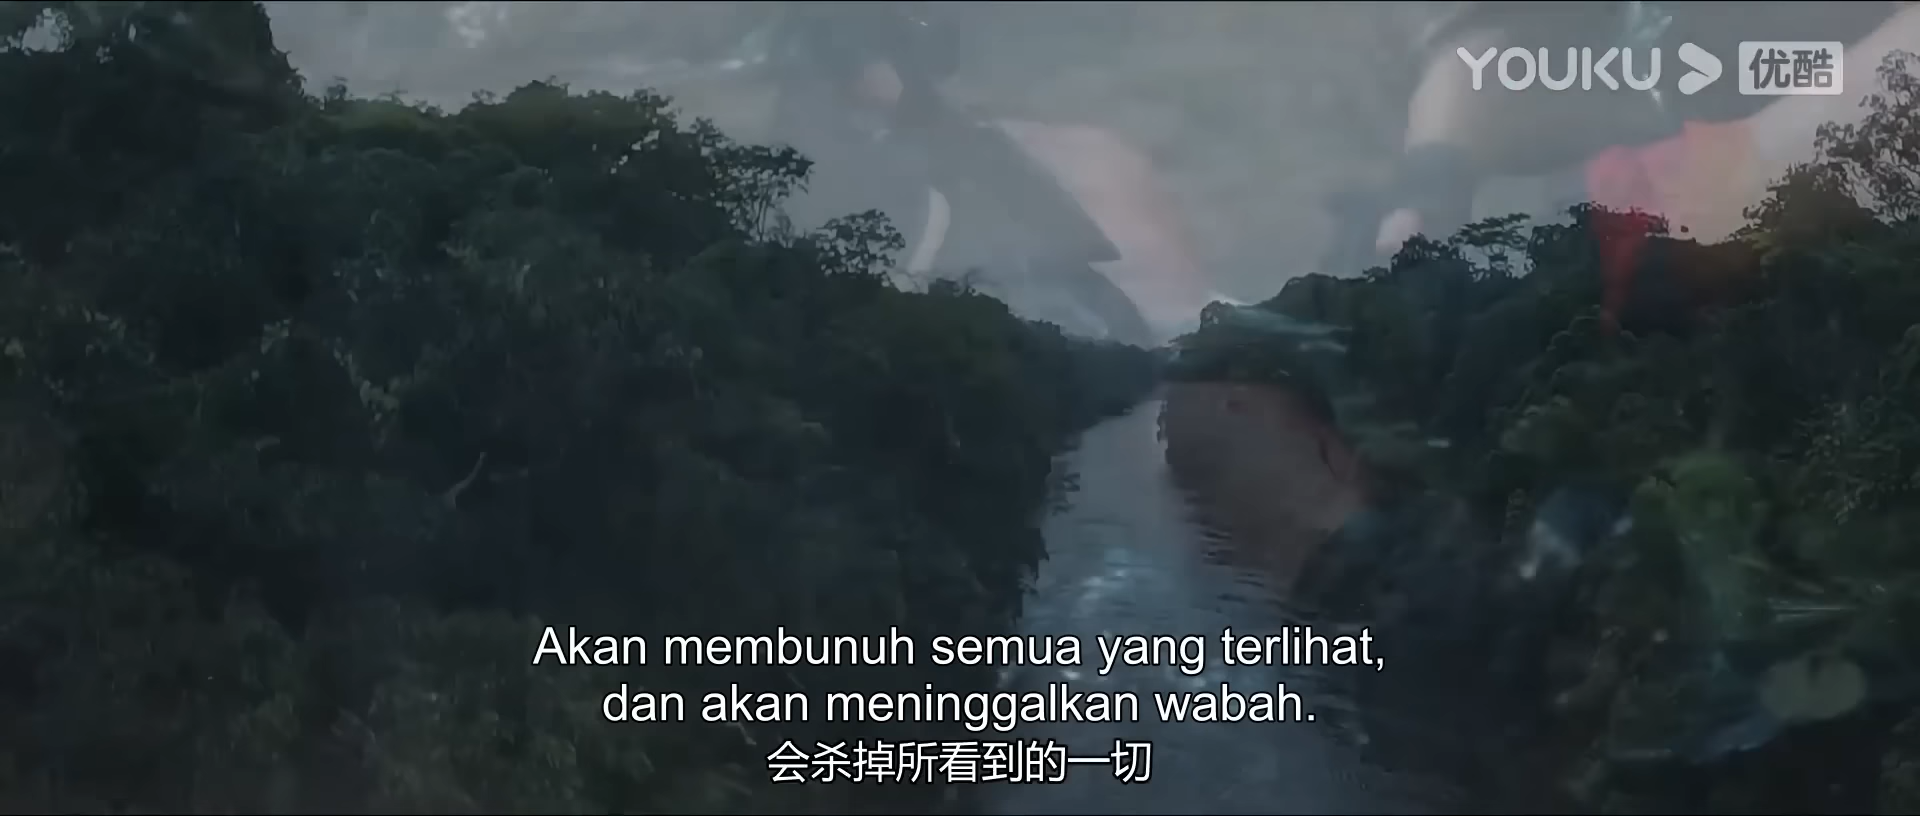 YOUKU 优酷
Akan membunuh semua yang terlihat,
dan akan meninggalkan wabah.
会杀掉所看到的一切